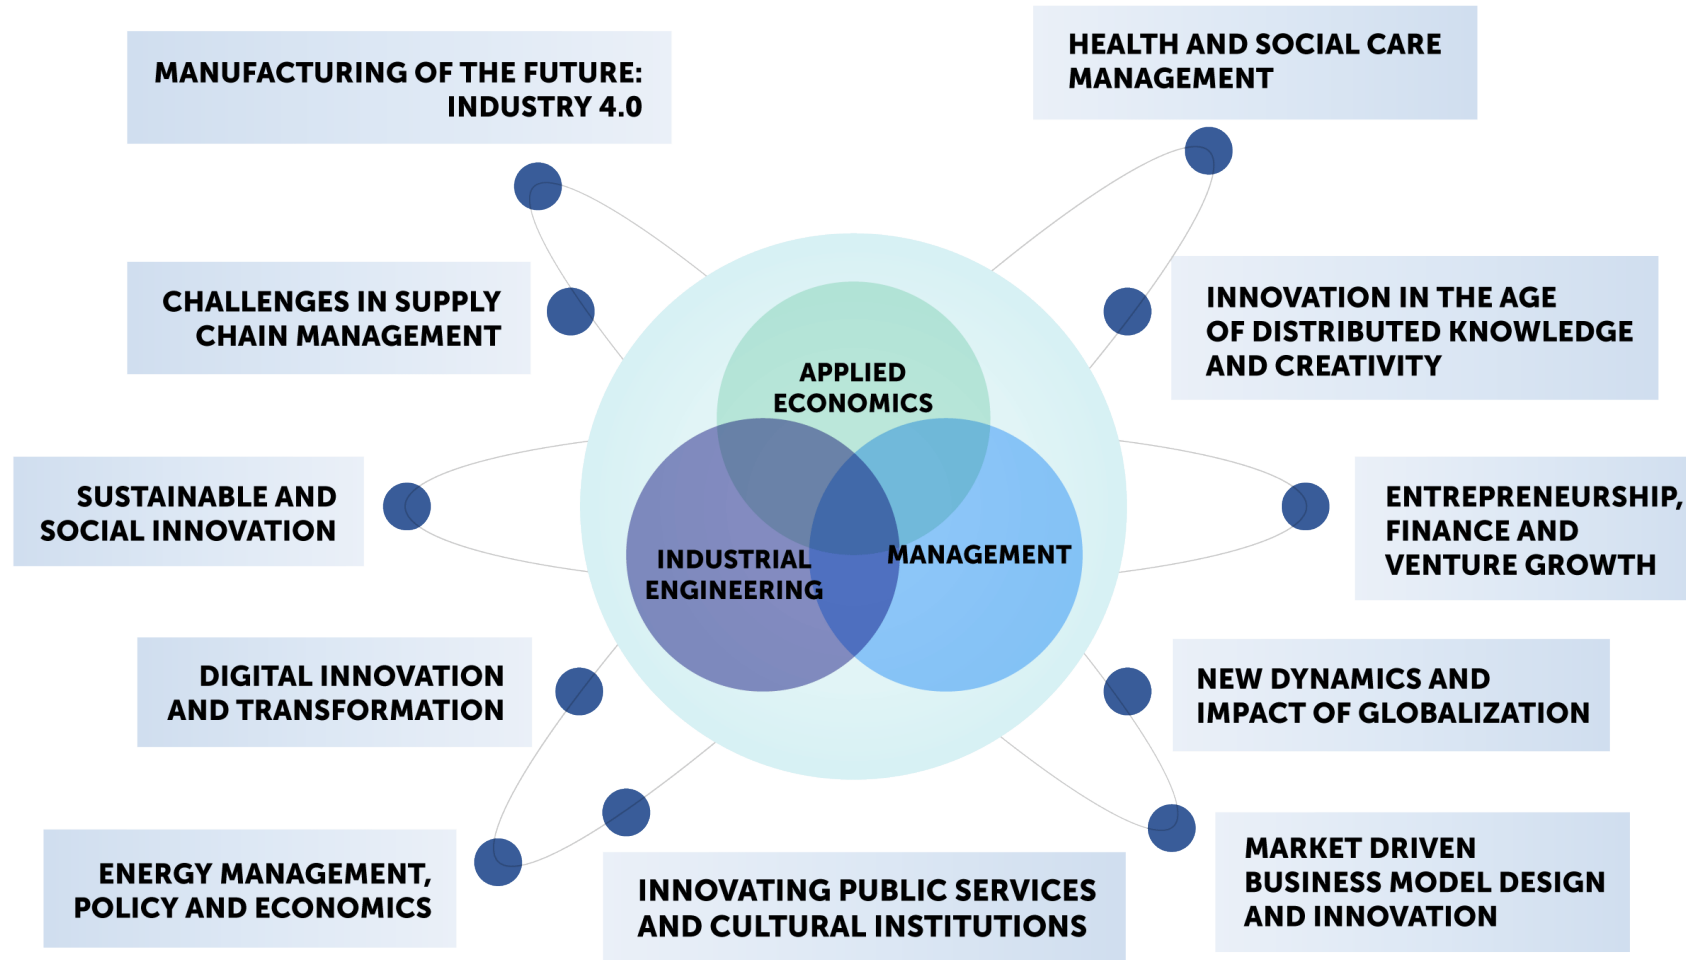 MANUFACTURING OF THE FUTURE:
INDUSTRY 4.0
HEALTH AND SOCIAL CARE
MANAGEMENT
CHALLENGES IN SUPPLY
CHAIN MANAGEMENT
INNOVATION IN THE AGE
OF DISTRIBUTED KNOWLEDGE
AND CREATIVITY
APPLIED
ECONOMICS
SUSTAINABLE AND
SOCIAL INNOVATION
INDUSTRIAL
ENGINEERING
MANAGEMENT
ENTREPRENEURSHIP,
FINANCE AND
VENTURE GROWTH
DIGITAL INNOVATION
AND TRANSFORMATION
NEW DYNAMICS AND
IMPACT OF GLOBALIZATION
ENERGY MANAGEMENT,
POLICY AND ECONOMICS
INNOVATING PUBLIC SERVICES
AND CULTURAL INSTITUTIONS
MARKET DRIVEN
BUSINESS MODEL DESIGN
AND INNOVATION